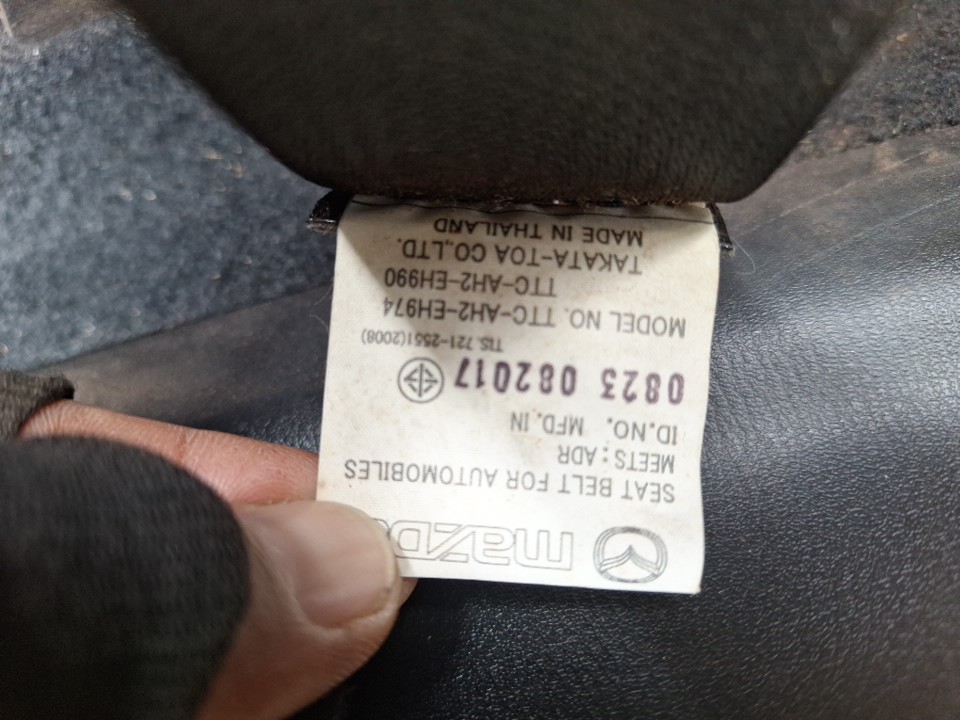 mazda
SEAT BELT FOR AUTOMOBILES
MEETS: ADR
ID.NO. MFD.IN
0823 082017
TIS.721-2551(2008)
MODEL NO. TTC-AH2-EH974
TTC-AH2-EH990
TAKATA-TOA CO.,LTD.
MADE IN THAILAND